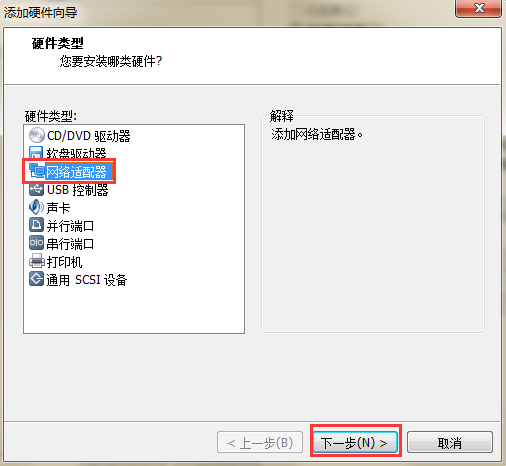 添加硬件向导
硬件类型
您要安装哪类硬件?
硬件类型:
CD/DVD 驱动器
软盘驱动器
网络适配器
USB 控制器
声卡
并行端口
串行端口
打印机
通用 SCSI 设备
解释
添加网络适配器。
< 上一步(B)
下一步(N) >
取消